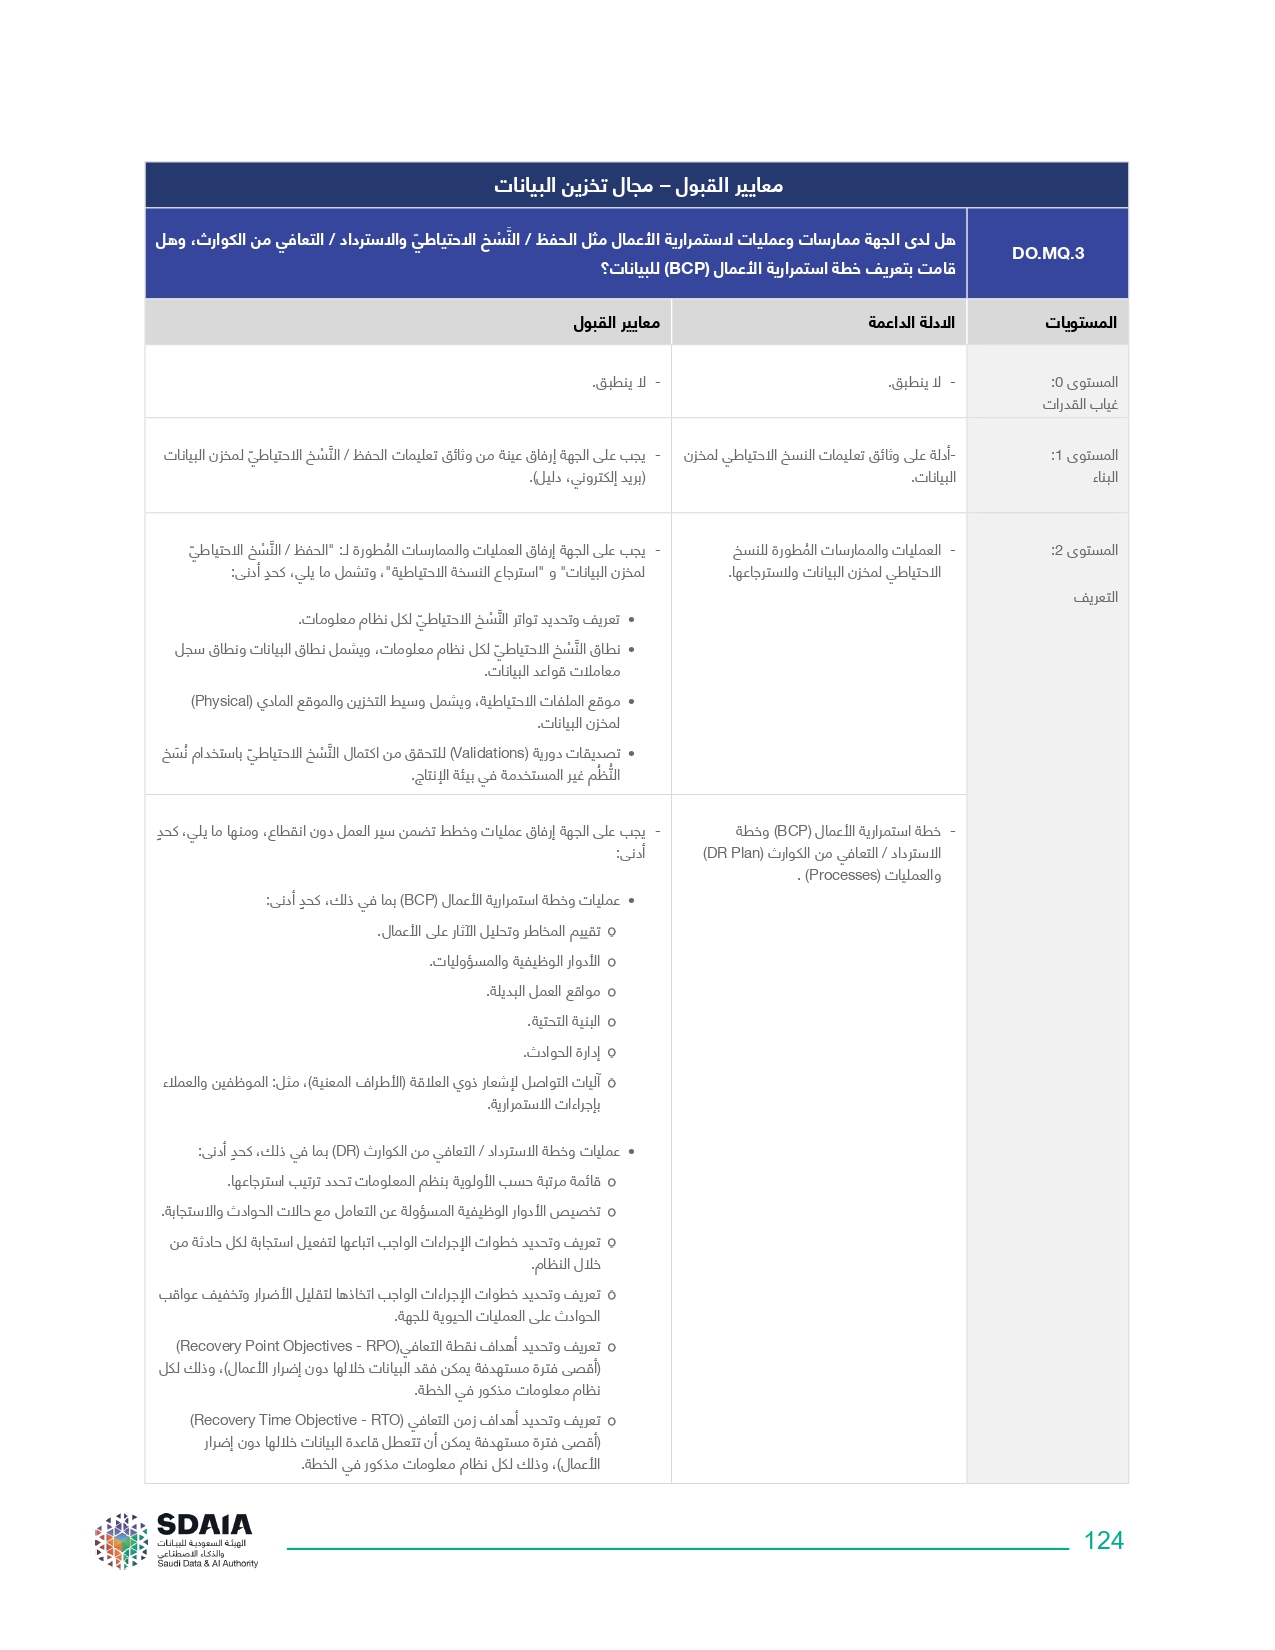 معايير القبول – مجال تخزين البيانات
DO.MQ.3
هل لدى الجهة ممارسات وعمليات لاستمرارية الأعمال مثل الحفظ / النَّسْخ الاحتياطيّ والاسترداد / التعافي من الكوارث، وهل
قامت بتعريف خطة استمرارية الأعمال (BCP) للبيانات؟
المستويات
الادلة الداعمة
معايير القبول
المستوى 0:
غياب القدرات
- لا ينطبق.
- لا ينطبق.
المستوى 1:
البناء
-أدلة على وثائق تعليمات النسخ الاحتياطي لمخزن
البيانات.
- يجب على الجهة إرفاق عينة من وثائق تعليمات الحفظ / النَّسْخ الاحتياطيّ لمخزن البيانات
(بريد إلكتروني، دليل).
المستوى 2:
التعريف
- العمليات والممارسات المُطورة للنسخ
الاحتياطي لمخزن البيانات ولاسترجاعها.
- يجب على الجهة إرفاق العمليات والممارسات المُطورة لـ: "الحفظ / النَّسْخ الاحتياطيّ
لمخزن البيانات" و "استرجاع النسخة الاحتياطية"، وتشمل ما يلي، كحدٍ أدنى:
• تعريف وتحديد تواتر النَّسْخ الاحتياطيّ لكل نظام معلومات.
• نطاق النَّسْخ الاحتياطيّ لكل نظام معلومات، ويشمل نطاق البيانات ونطاق سجل
معاملات قواعد البيانات.
• موقع الملفات الاحتياطية، ويشمل وسيط التخزين والموقع المادي (Physical)
لمخزن البيانات.
• تصديقات دورية (Validations) للتحقق من اكتمال النَّسْخ الاحتياطيّ باستخدام نُسَخ
النُّظُم غير المستخدمة في بيئة الإنتاج.
- خطة استمرارية الأعمال (BCP) وخطة
الاسترداد / التعافي من الكوارث (DR Plan)
والعمليات (Processes) .
- يجب على الجهة إرفاق عمليات وخطط تضمن سير العمل دون انقطاع، ومنها ما يلي، كحدٍ
أدنى:
• عمليات وخطة استمرارية الأعمال (BCP) بما في ذلك، كحدٍ أدنى:
o تقييم المخاطر وتحليل الآثار على الأعمال.
o الأدوار الوظيفية والمسؤوليات.
o مواقع العمل البديلة.
o البنية التحتية.
o إدارة الحوادث.
o آليات التواصل لإشعار ذوي العلاقة (الأطراف المعنية)، مثل: الموظفين والعملاء
بإجراءات الاستمرارية.
• عمليات وخطة الاسترداد / التعافي من الكوارث (DR) بما في ذلك، كحدٍ أدنى:
o قائمة مرتبة حسب الأولوية بنظم المعلومات تحدد ترتيب استرجاعها.
o تخصيص الأدوار الوظيفية المسؤولة عن التعامل مع حالات الحوادث والاستجابة.
o تعريف وتحديد خطوات الإجراءات الواجب اتباعها لتفعيل استجابة لكل حادثة من
خلال النظام.
o تعريف وتحديد خطوات الإجراءات الواجب اتخاذها لتقليل الأضرار وتخفيف عواقب
الحوادث على العمليات الحيوية للجهة.
o تعريف وتحديد أهداف نقطة التعافي(Recovery Point Objectives - RPO)
(أقصى فترة مستهدفة يمكن فقد البيانات خلالها دون إضرار الأعمال)، وذلك لكل
نظام معلومات مذكور في الخطة.
o تعريف وتحديد أهداف زمن التعافي (Recovery Time Objective - RTO)
(أقصى فترة مستهدفة يمكن أن تتعطل قاعدة البيانات خلالها دون إضرار
الأعمال)، وذلك لكل نظام معلومات مذكور في الخطة.
SDAIA
الهيئة السعودية للبيانات
والذكاء الاصطناعي
Saudi Data & AI Authority
124